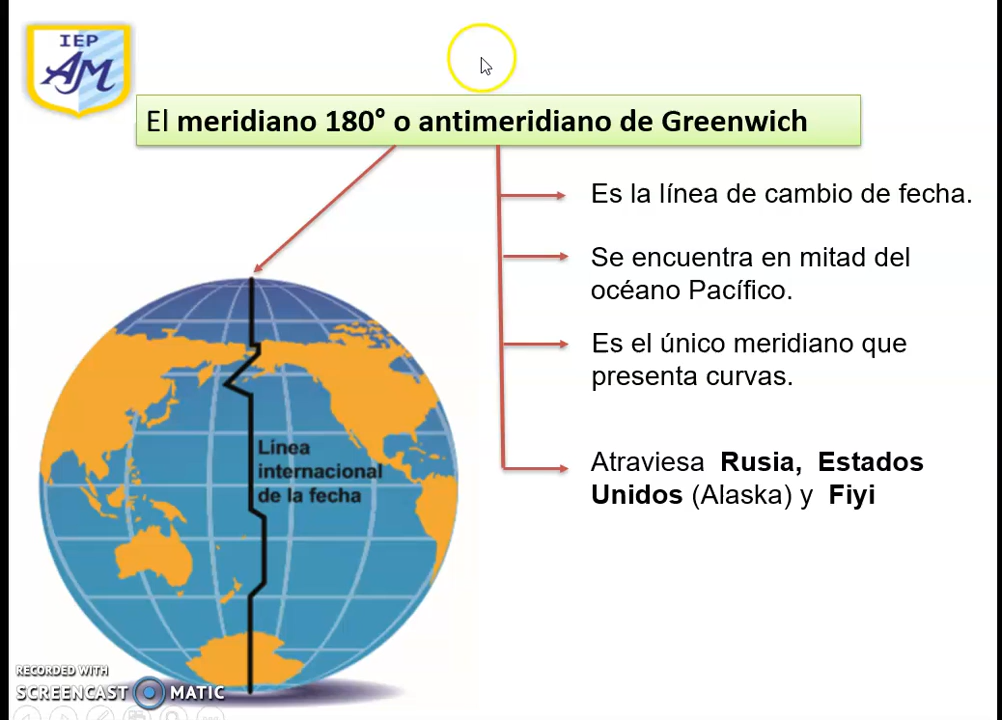 IEP
AM
El meridiano 180° o antimeridiano de Greenwich
Es la línea de cambio de fecha.
Se encuentra en mitad del
océano Pacífico.
Es el único meridiano que
presenta curvas.
Atraviesa Rusia, Estados
Unidos (Alaska) y Fiyi
Línea
internacional
de la fecha
RECORDED WITH
SCREENCAST MATIC